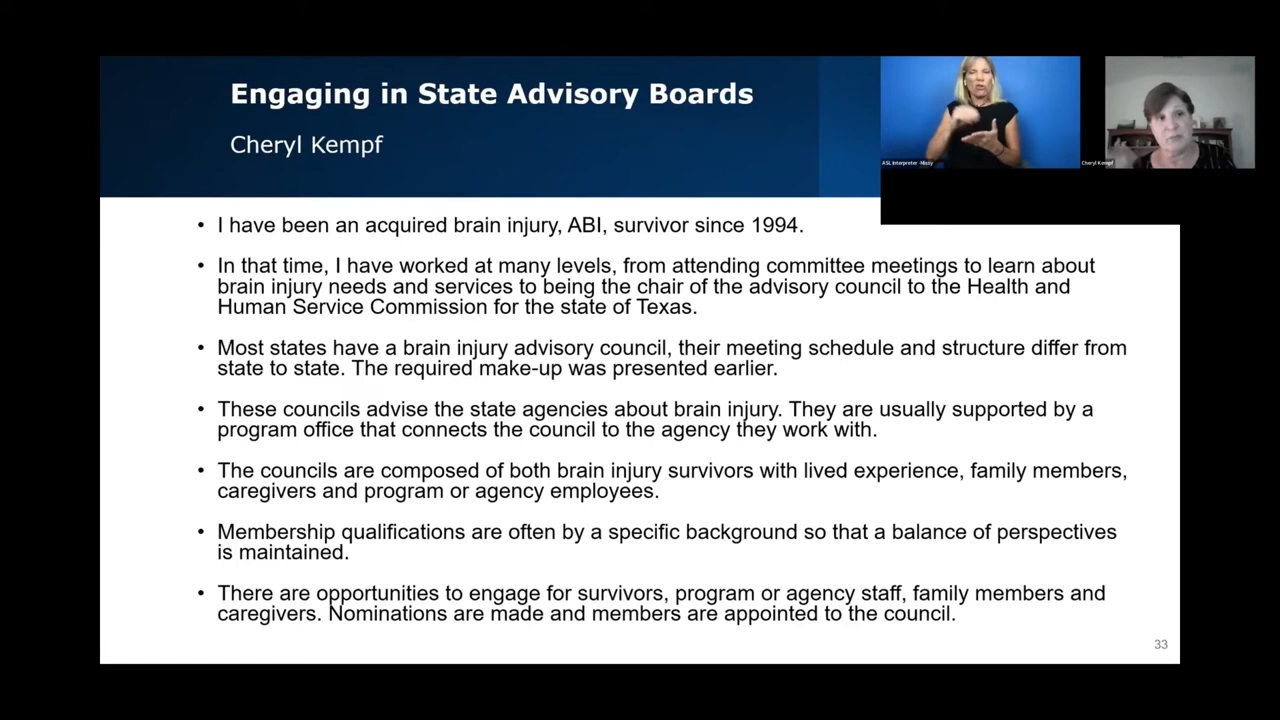 Engaging in State Advisory Boards
Cheryl Kempf
ASL Interpreter -Nissy
Cheryl Kempf
• I have been an acquired brain injury, ABI, survivor since 1994.
• In that time, I have worked at many levels, from attending committee meetings to learn about
brain injury needs and services to being the chair of the advisory council to the Health and
Human Service Commission for the state of Texas.
• Most states have a brain injury advisory council, their meeting schedule and structure differ from
state to state. The required make-up was presented earlier.
• These councils advise the state agencies about brain injury. They are usually supported by a
program office that connects the council to the agency they work with.
• The councils are composed of both brain injury survivors with lived experience, family members,
caregivers and program or agency employees.
• Membership qualifications are often by a specific background so that a balance of perspectives
is maintained.
• There are opportunities to engage for survivors, program or agency staff, family members and
caregivers. Nominations are made and members are appointed to the council.
33